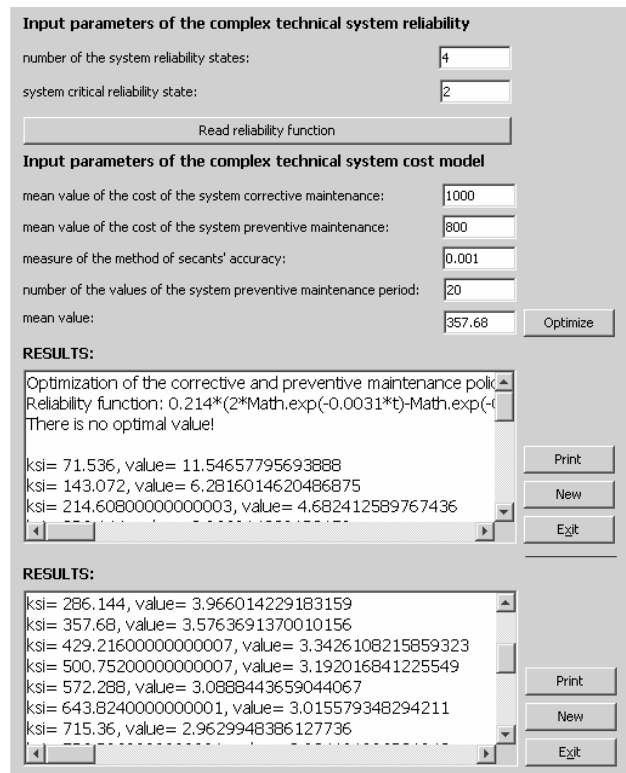 Input parameters of the complex technical system reliability
number of the system reliability states: 4
system critical reliability state: 2
Read reliability function
Input parameters of the complex technical system cost model
mean value of the cost of the system corrective maintenance: 1000
mean value of the cost of the system preventive maintenance: 800
measure of the method of secants' accuracy: 0.001
number of the values of the system preventive maintenance period: 20
mean value: 357.68 Optimize
RESULTS:
Optimization of the corrective and preventive maintenance polic
Reliability function: 0.214*(2*Math.exp(-0.0031*t)-Math.exp(-
There is no optimal value!
ksi= 71.536, value= 11.54657795693888
ksi= 143.072, value= 6.2816014620486875
ksi= 214.60800000000003, value= 4.682412589767436
Print
New
Exit
RESULTS:
ksi= 286.144, value= 3.966014229183159
ksi= 357.68, value= 3.5763691370010156
ksi= 429.21600000000007, value= 3.3426108215859323
ksi= 500.75200000000007, value= 3.192016841225549
ksi= 572.288, value= 3.0888443659044067
ksi= 643.8240000000001, value= 3.015579348294211
ksi= 715.36, value= 2.9629948386127736
Print
New
Exit